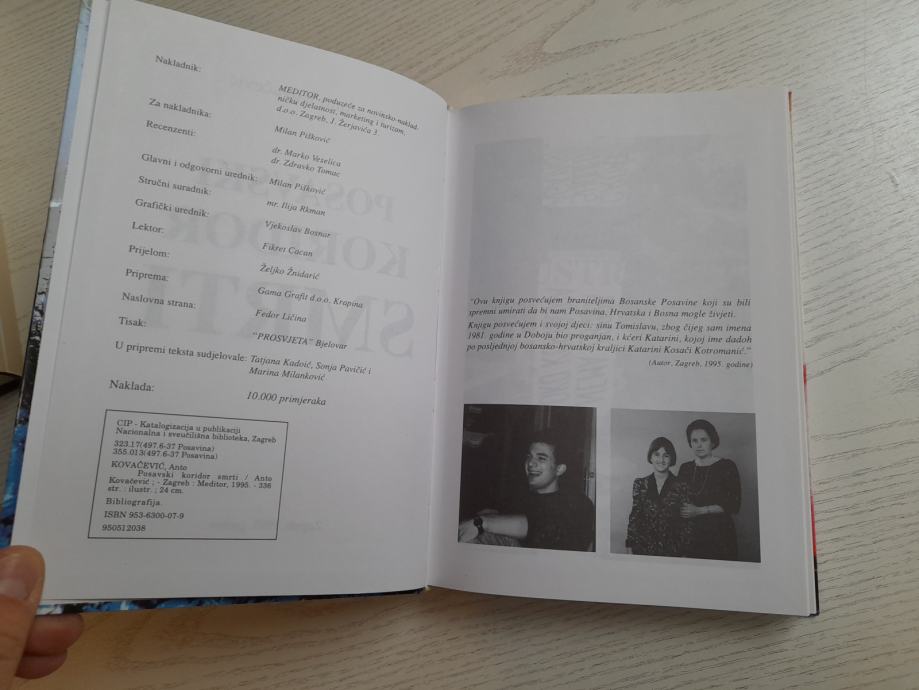 Nakladnik:
MEDITOR, poduzeće za novinsko-naklad-
ničku djelatnost, marketing i turizam,
d.o.o. Zagreb, J. Žerjavića 3
Za nakladnika:
Milan Pišković
Recenzenti:
dr. Marko Veselica
dr. Zdravko Tomac
Glavni i odgovorni urednik: Milan Pišković
Stručni suradnik: mr. Ilija Rkman
Grafički urednik: Vjekoslav Bosnar
Lektor: Fikret Cacan
Prijelom: Željko Žnidarić
Priprema: Gama Grafit d.o.o. Krapina
Naslovna strana: Fedor Ličina
Tisak: "PROSVJETA" Bjelovar
U pripremi teksta sudjelovale: Tatjana Kadoić, Sonja Pavičić i
Marina Milanković
Naklada: 10.000 primjeraka
CIP - Katalogizacija u publikaciji
Nacionalna i sveučilišna biblioteka, Zagreb
323.17(497.6-37 Posavina)
355.013(497.6-37 Posavina)
KOVAČEVIĆ, Anto
Posavski koridor smrti / Anto
Kovačević ; - Zagreb : Meditor, 1995. - 336
str. : ilustr. ; 24 cm.
Bibliografija.
ISBN 953-6300-07-9
950512038
"Ovu knjigu posvećujem braniteljima Bosanske Posavine koji su bili
spremni umirati da bi nam Posavina, Hrvatska i Bosna mogle živjeti.
Knjigu posvećujem i svojoj djeci: sinu Tomislavu, zbog čijeg sam imena
1981. godine u Doboju bio proganjan, i kćeri Katarini, kojoj ime dadoh
po posljednjoj bosansko-hrvatskoj kraljici Katarini Kosači Kotromanić."
(Autor, Zagreb, 1995. godine)